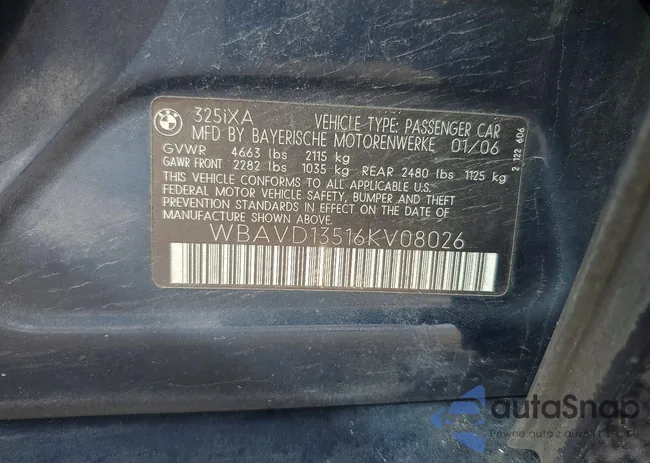 325iXA VEHICLE TYPE: PASSENGER CAR
MFD BY BAYERISCHE MOTORENWERKE 01/06
GVWR 4663 lbs 2115 kg
GAWR FRONT 2282 lbs 1035 kg REAR 2480 lbs 1125 kg
THIS VEHICLE CONFORMS TO ALL APPLICABLE U.S.
FEDERAL MOTOR VEHICLE SAFETY, BUMPER AND THEFT
PREVENTION STANDARDS IN EFFECT ON THE DATE OF
MANUFACTURE SHOWN ABOVE.
WBAVD13516KV08026
2 122 606
autoSnap
Pewne auto z